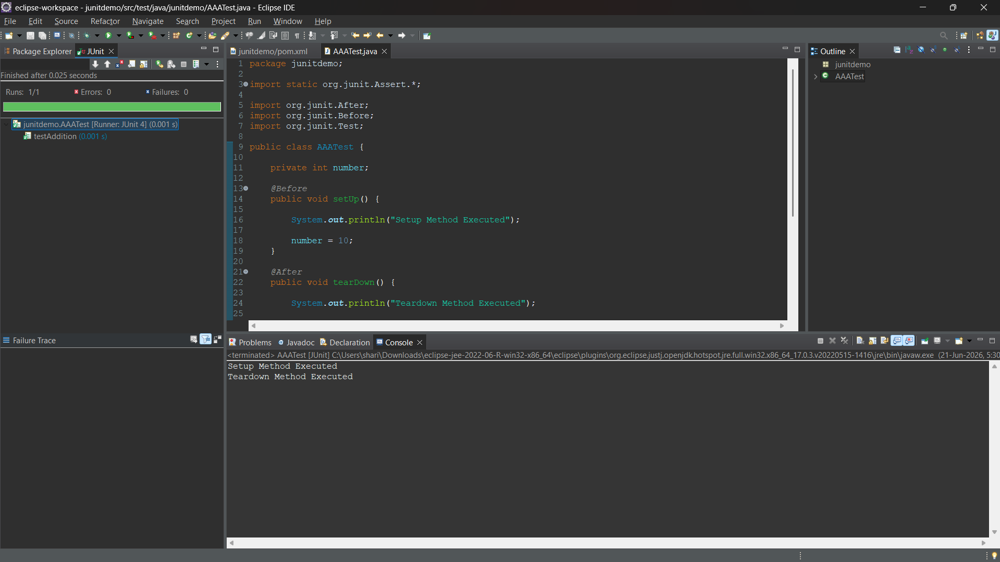 eclipse-workspace - junitdemo/src/test/java/junitdemo/AAATest.java - Eclipse IDE
File Edit Source Refactor Navigate Search Project Run Window Help
Package Explorer
JUnit
Finished after 0.025 seconds
Runs: 1/1
Errors: 0
Failures: 0
junitdemo.AAATest [Runner: JUnit 4] (0.001 s)
testAddition (0.001 s)
Failure Trace
junitdemo/pom.xml
AAATest.java
1 package junitdemo;
2
3 import static org.junit.Assert.*;
4
5 import org.junit.After;
6 import org.junit.Before;
7 import org.junit.Test;
8
9 public class AAATest {
10
11 private int number;
12
13 @Before
14 public void setUp() {
15
16 System.out.println("Setup Method Executed");
17
18 number = 10;
19 }
20
21 @After
22 public void tearDown() {
23
24 System.out.println("Teardown Method Executed");
25
Outline
junitdemo
AAATest
Problems
Javadoc
Declaration
Console
<terminated> AAATest [JUnit] C:\Users\shari\Downloads\eclipse-jee-2022-06-R-win32-x86_64\eclipse\plugins\org.eclipse.justj.openjdk.hotspot.jre.full.win32.x86_64_17.0.3.v20220515-1416\jre\bin\javaw.exe (21-Jun-2026, 5:30
Setup Method Executed
Teardown Method Executed